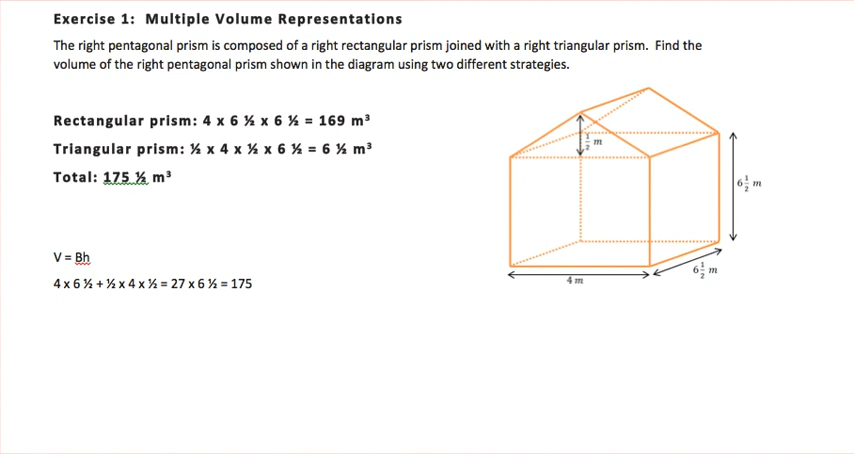 Exercise 1: Multiple Volume Representations
The right pentagonal prism is composed of a right rectangular prism joined with a right triangular prism. Find the
volume of the right pentagonal prism shown in the diagram using two different strategies.
Rectangular prism: 4 x 6 ½ x 6 ½ = 169 m³
Triangular prism: ½ x 4 x ½ x 6 ½ = 6 ½ m³
Total: 175 ½ m³
V = Bh
4 x 6 ½ + ½ x 4 x ½ = 27 x 6 ½ = 175
½ m
6½ m
6½ m
4 m